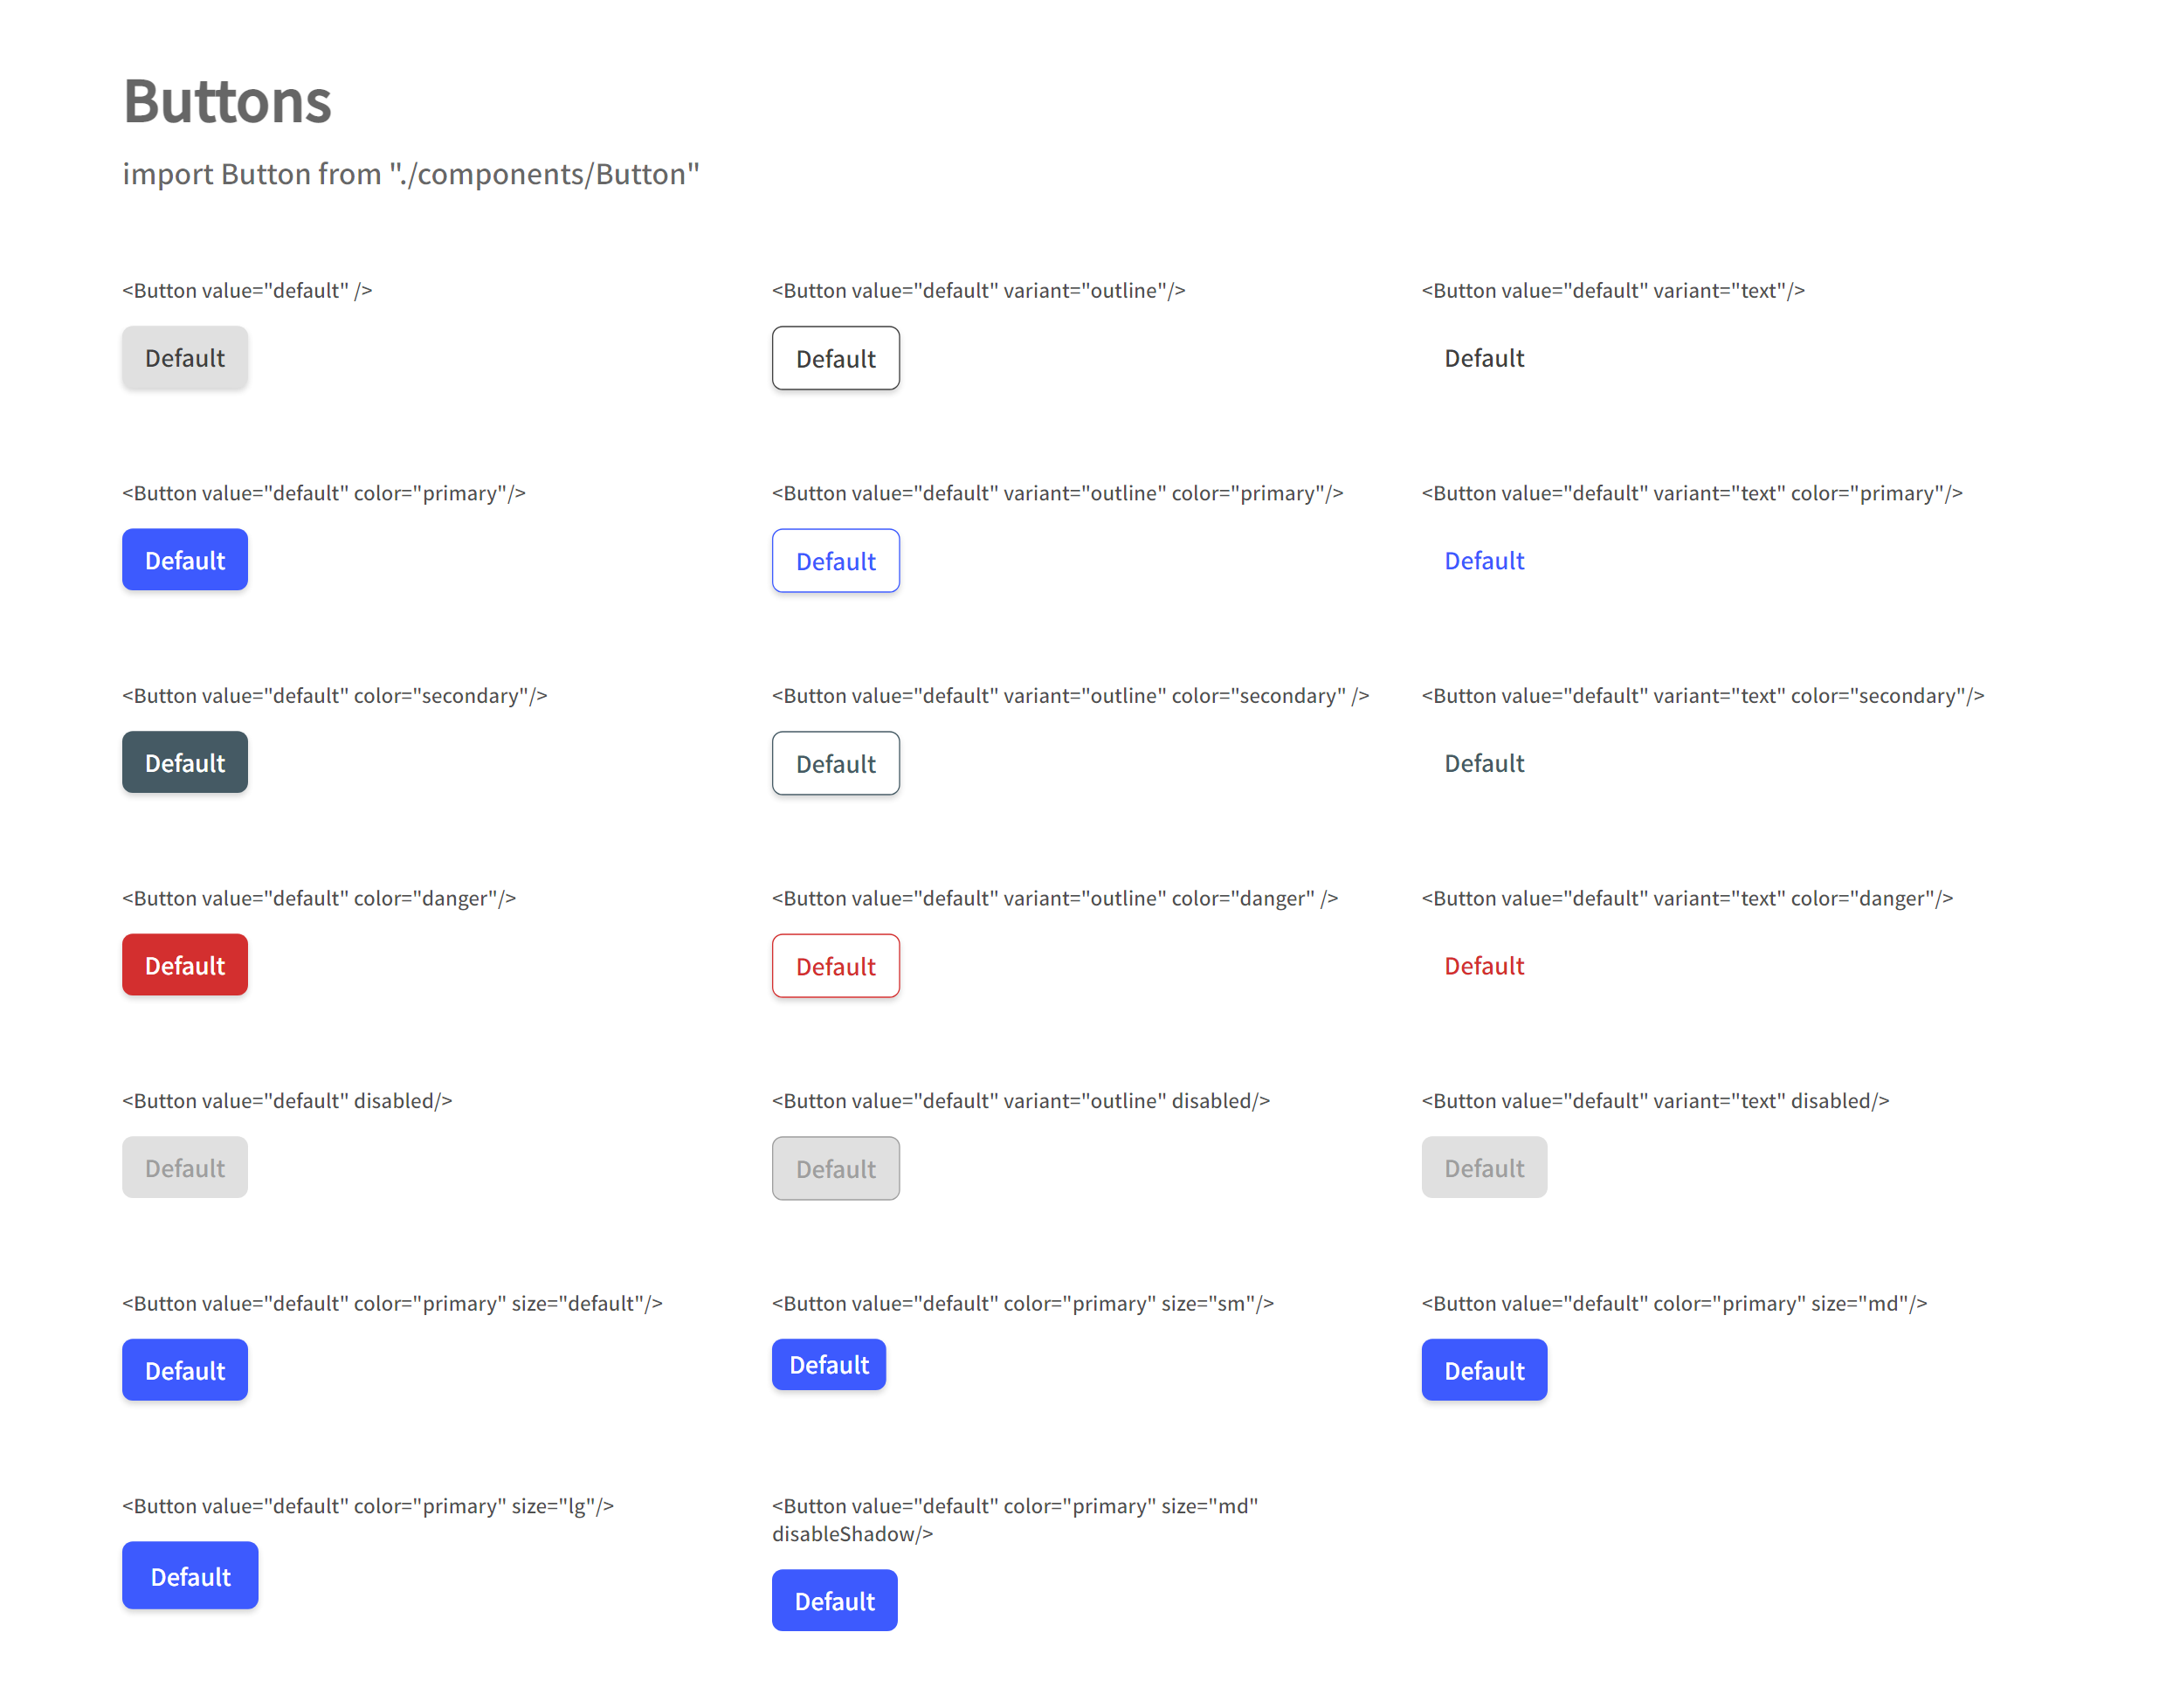 Buttons
import Button from "./components/Button"
<Button value="default" />
<Button value="default" variant="outline"/>
<Button value="default" variant="text"/>
Default
Default
Default
<Button value="default" color="primary"/>
<Button value="default" variant="outline" color="primary"/>
<Button value="default" variant="text" color="primary"/>
Default
Default
Default
<Button value="default" color="secondary"/>
<Button value="default" variant="outline" color="secondary" />
<Button value="default" variant="text" color="secondary"/>
Default
Default
Default
<Button value="default" color="danger"/>
<Button value="default" variant="outline" color="danger" />
<Button value="default" variant="text" color="danger"/>
Default
Default
Default
<Button value="default" disabled/>
<Button value="default" variant="outline" disabled/>
<Button value="default" variant="text" disabled/>
Default
Default
Default
<Button value="default" color="primary" size="default"/>
<Button value="default" color="primary" size="sm"/>
<Button value="default" color="primary" size="md"/>
Default
Default
Default
<Button value="default" color="primary" size="lg"/>
<Button value="default" color="primary" size="md"
disableShadow/>
Default
Default